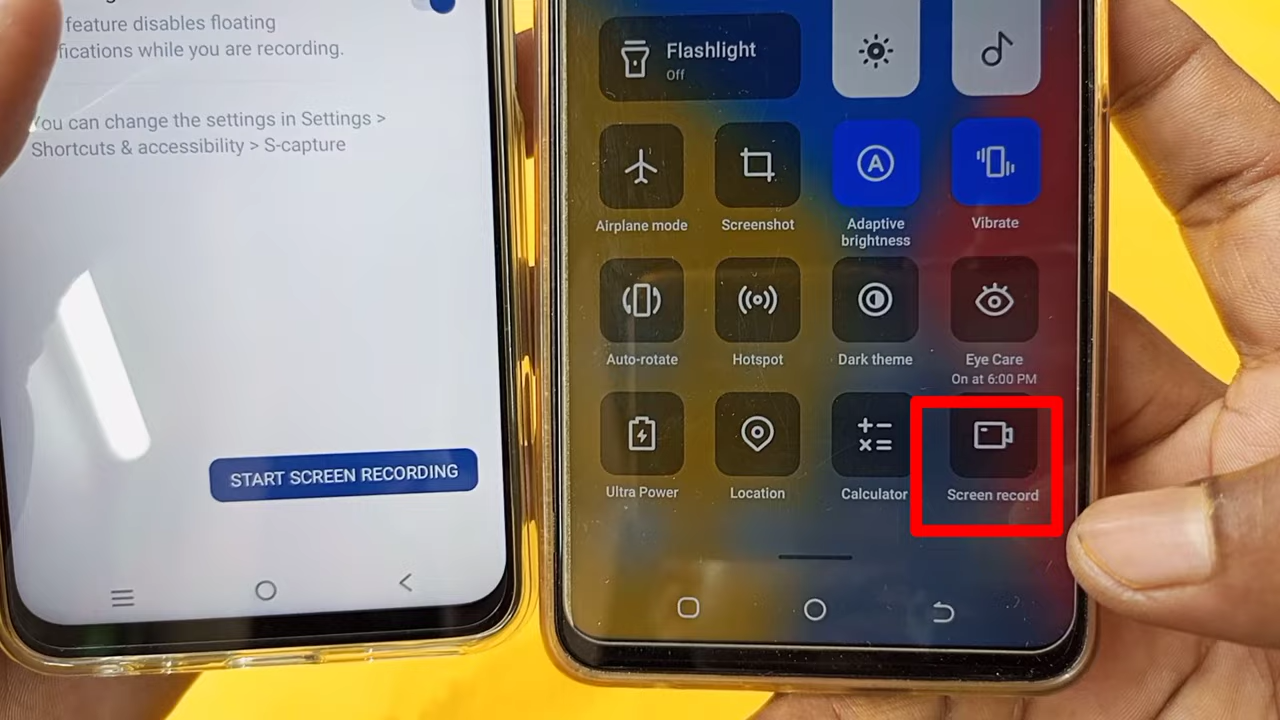 feature disables floating
fications while you are recording.
You can change the settings in Settings >
Shortcuts & accessibility > S-capture
START SCREEN RECORDING
Flashlight
Off
A
Airplane mode
Screenshot
Adaptive
brightness
Vibrate
Auto-rotate
Hotspot
Dark theme
Eye Care
On at 6:00 PM
Ultra Power
Location
Calculator
Screen record